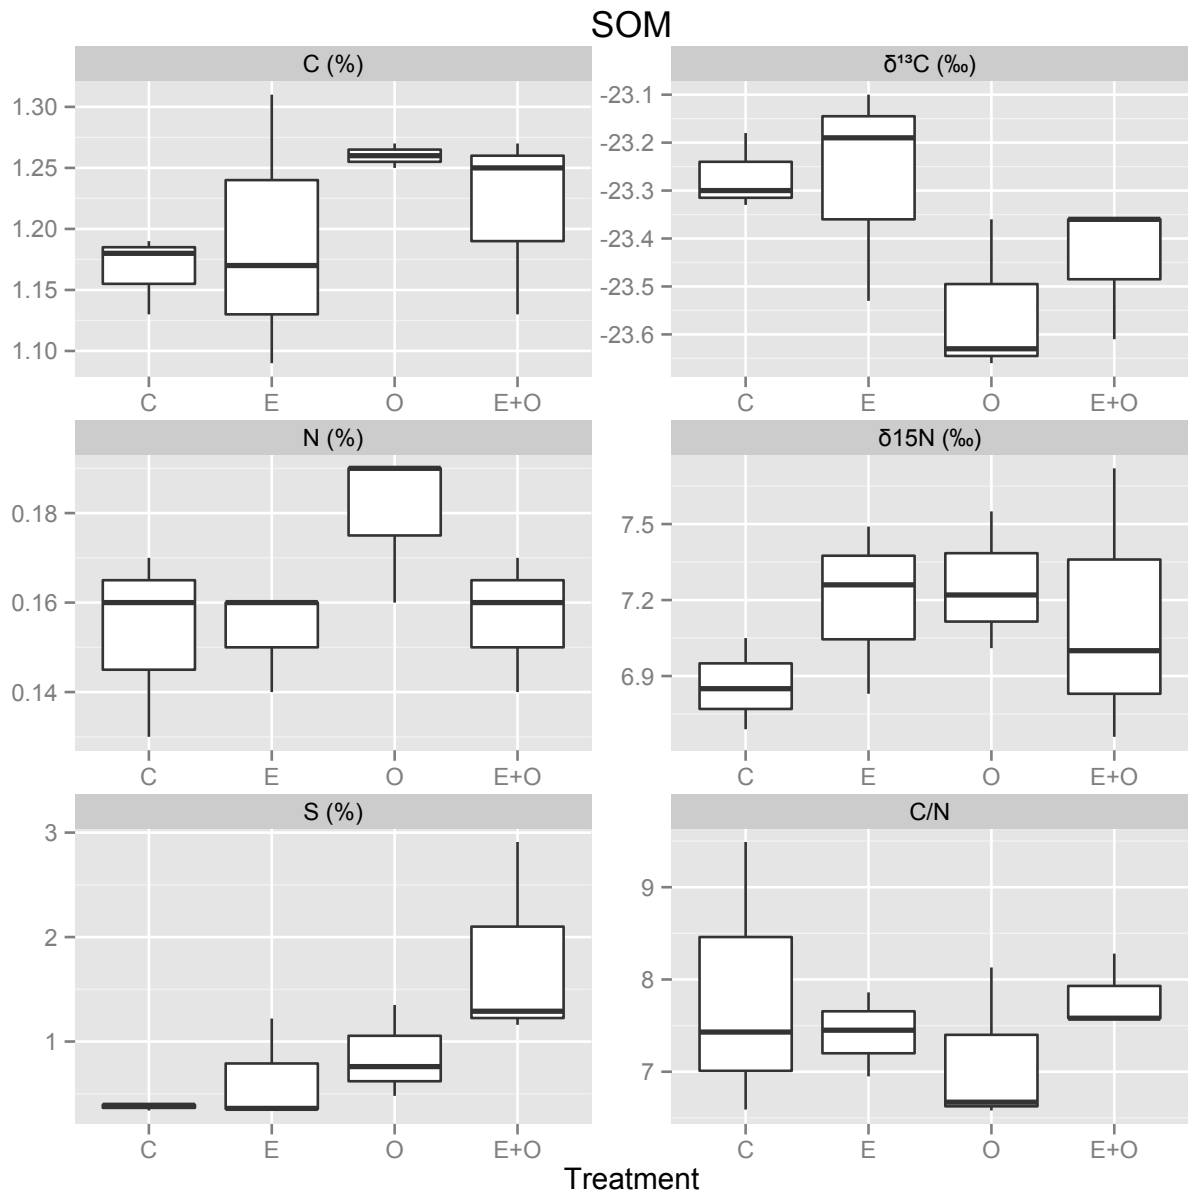 SOM
C (%)
1.30
1.25
1.20
1.15
1.10
C E O E+O
δ¹³C (‰)
-23.1
-23.2
-23.3
-23.4
-23.5
-23.6
C E O E+O
N (%)
0.18
0.16
0.14
C E O E+O
δ15N (‰)
7.5
7.2
6.9
C E O E+O
S (%)
3
2
1
C E O E+O
C/N
9
8
7
C E O E+O
Treatment